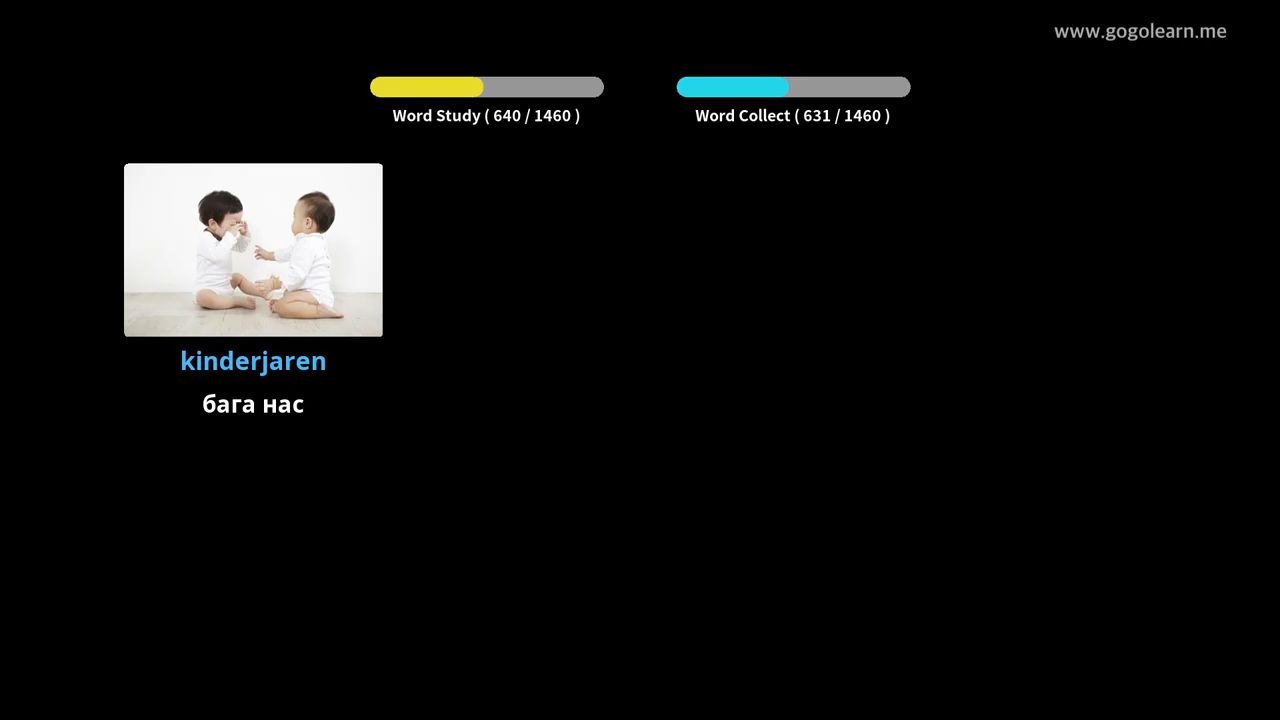 www.gogolearn.me
Word Study ( 640 / 1460 )
Word Collect ( 631 / 1460 )
kinderjaren
бага нас